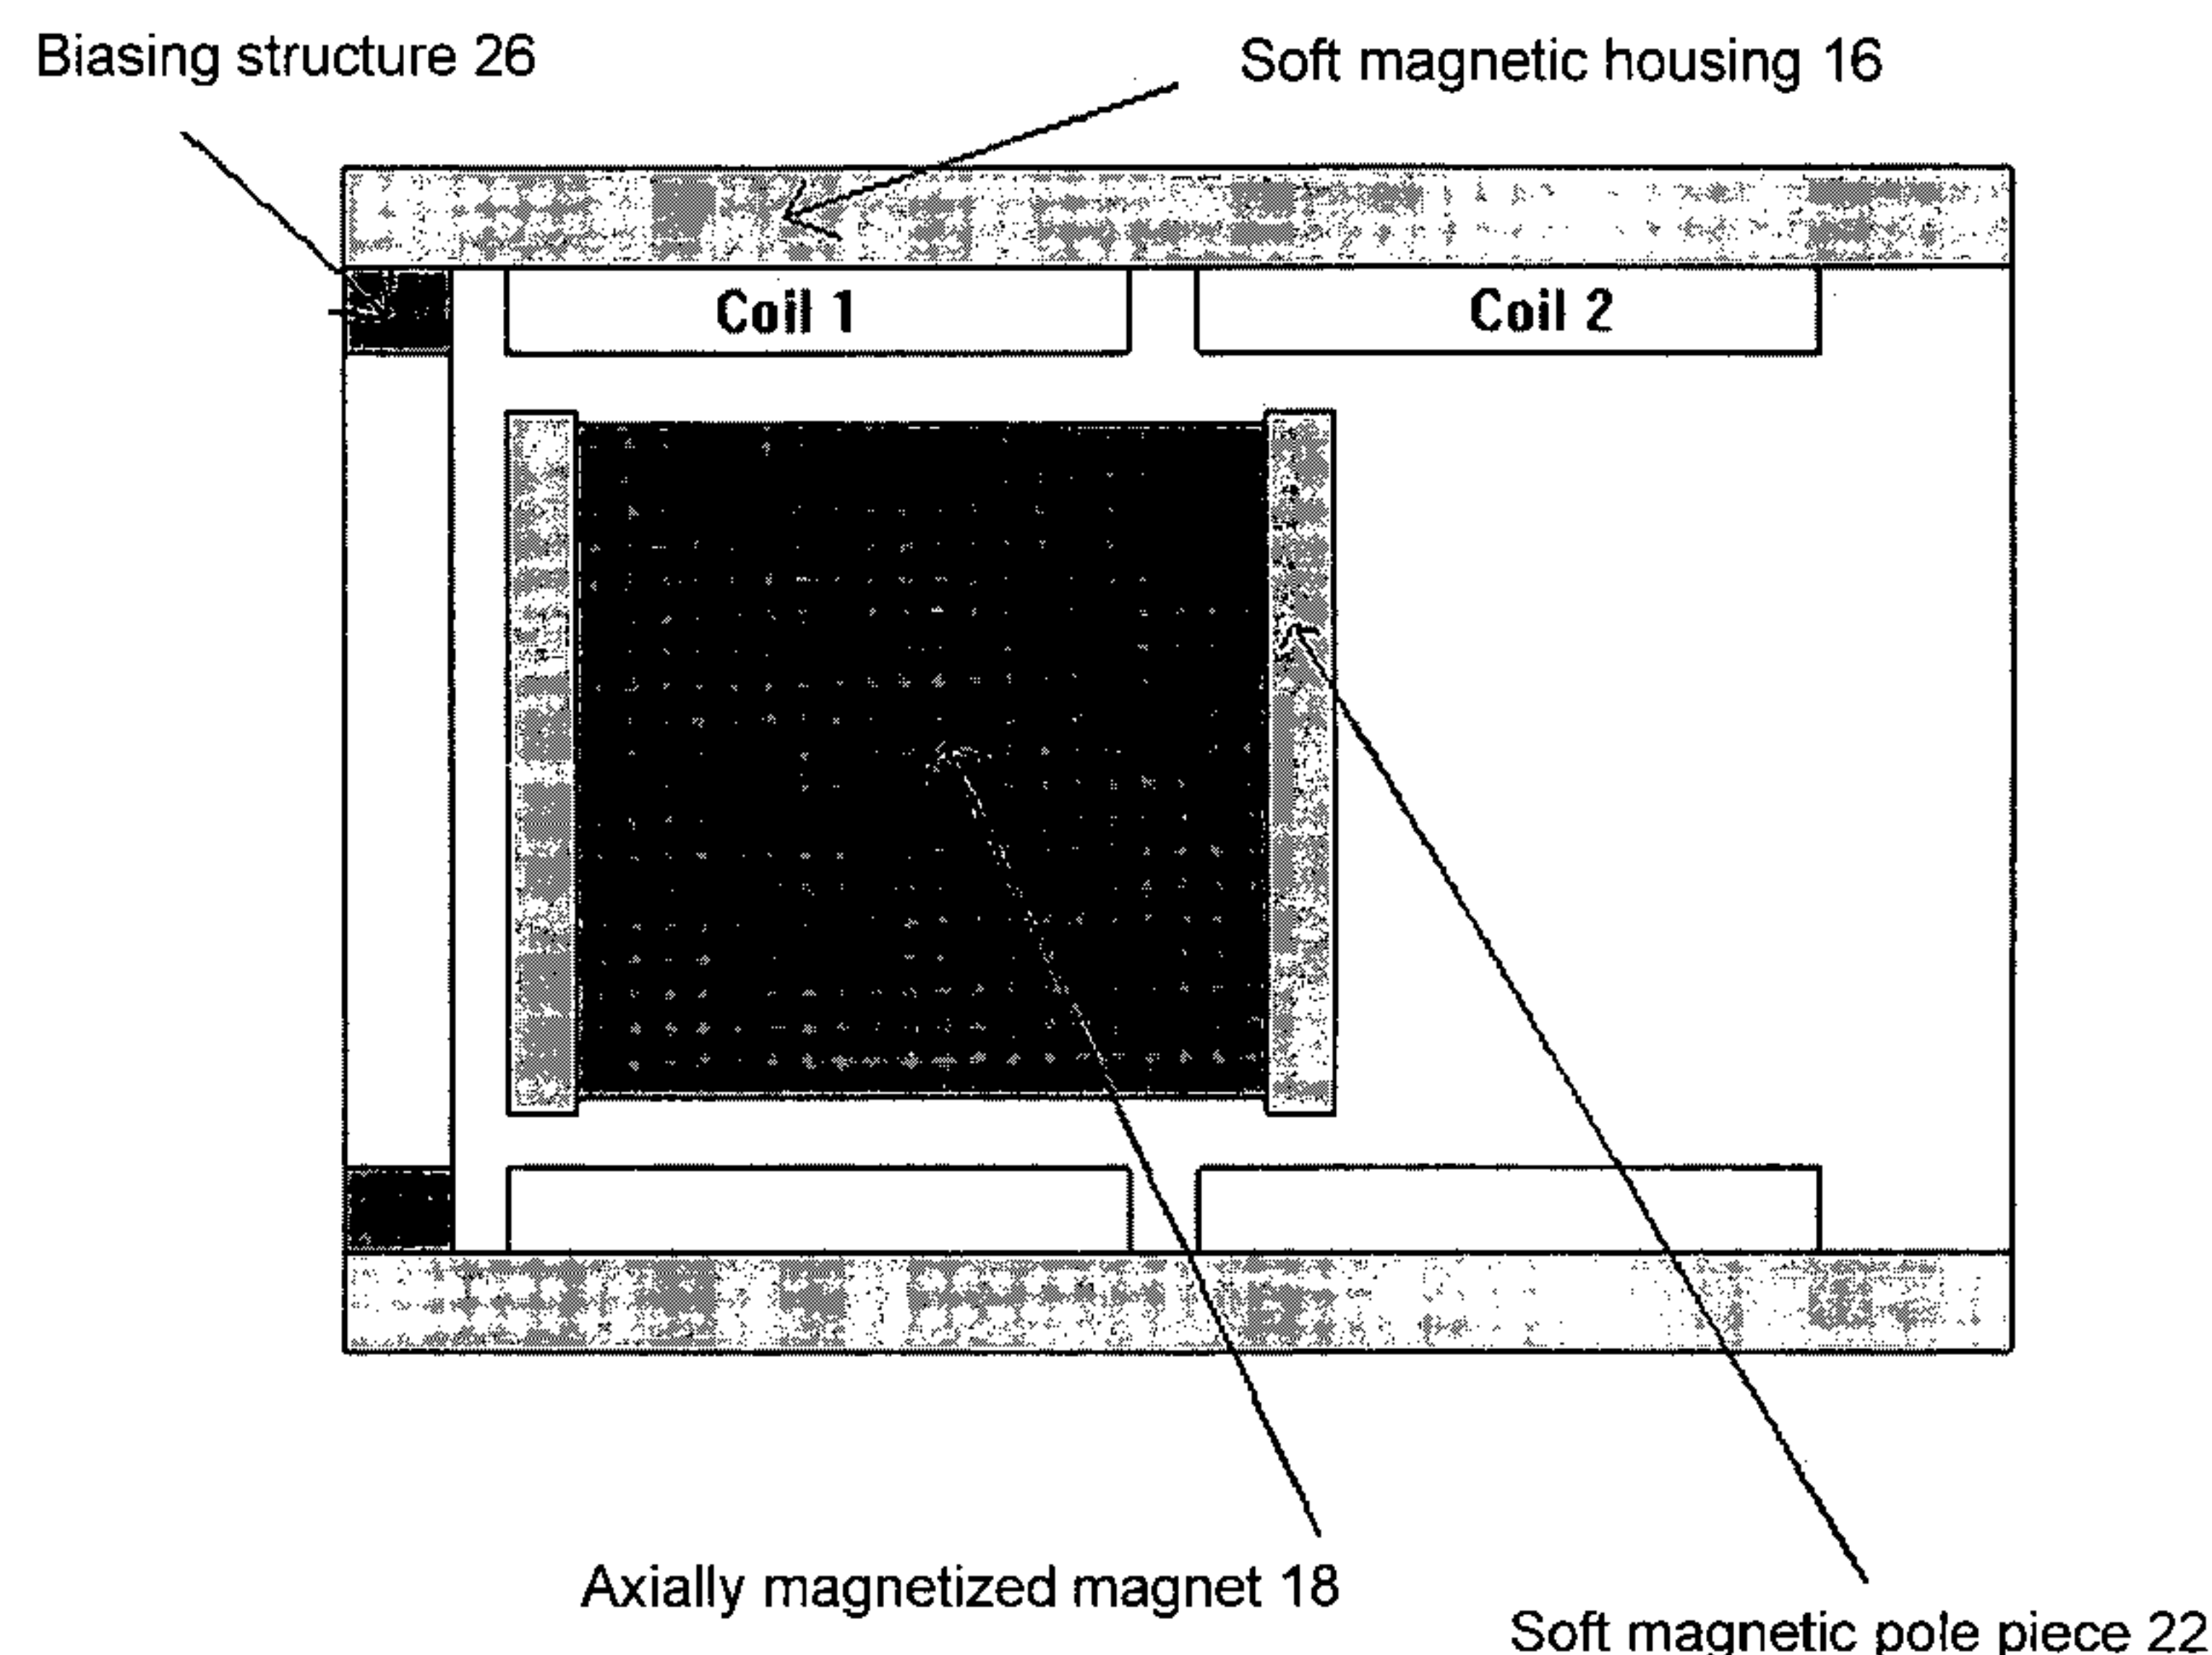 Biasing structure 26
Soft magnetic housing 16
Coil 1
Coil 2
Axially magnetized magnet 18
Soft magnetic pole piece 22